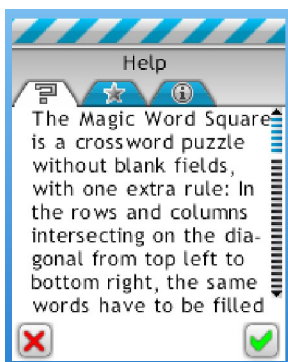 Help
The Magic Word Square
is a crossword puzzle
without blank fields,
with one extra rule: In
the rows and columns
intersecting on the dia-
gonal from top left to
bottom right, the same
words have to be filled